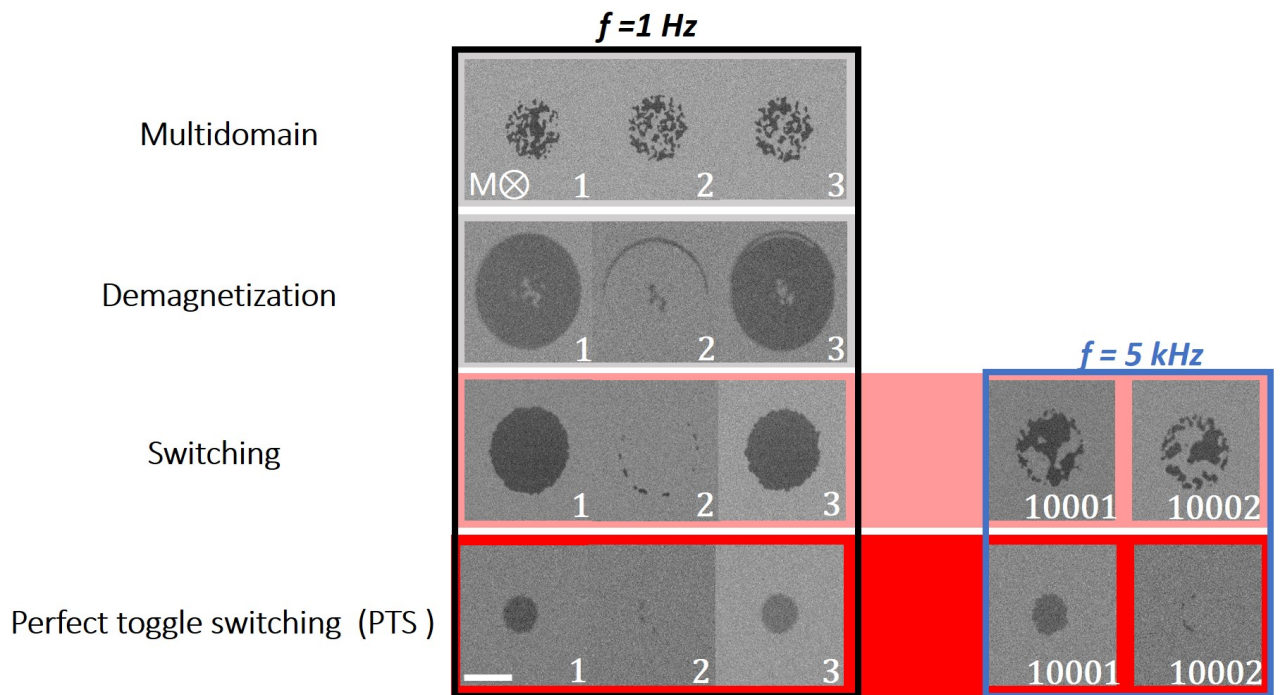 f =1 Hz
Multidomain
M⊗ 1 2 3
Demagnetization
1 2 3
f = 5 kHz
Switching
1 2 3 10001 10002
Perfect toggle switching (PTS )
1 2 3 10001 10002